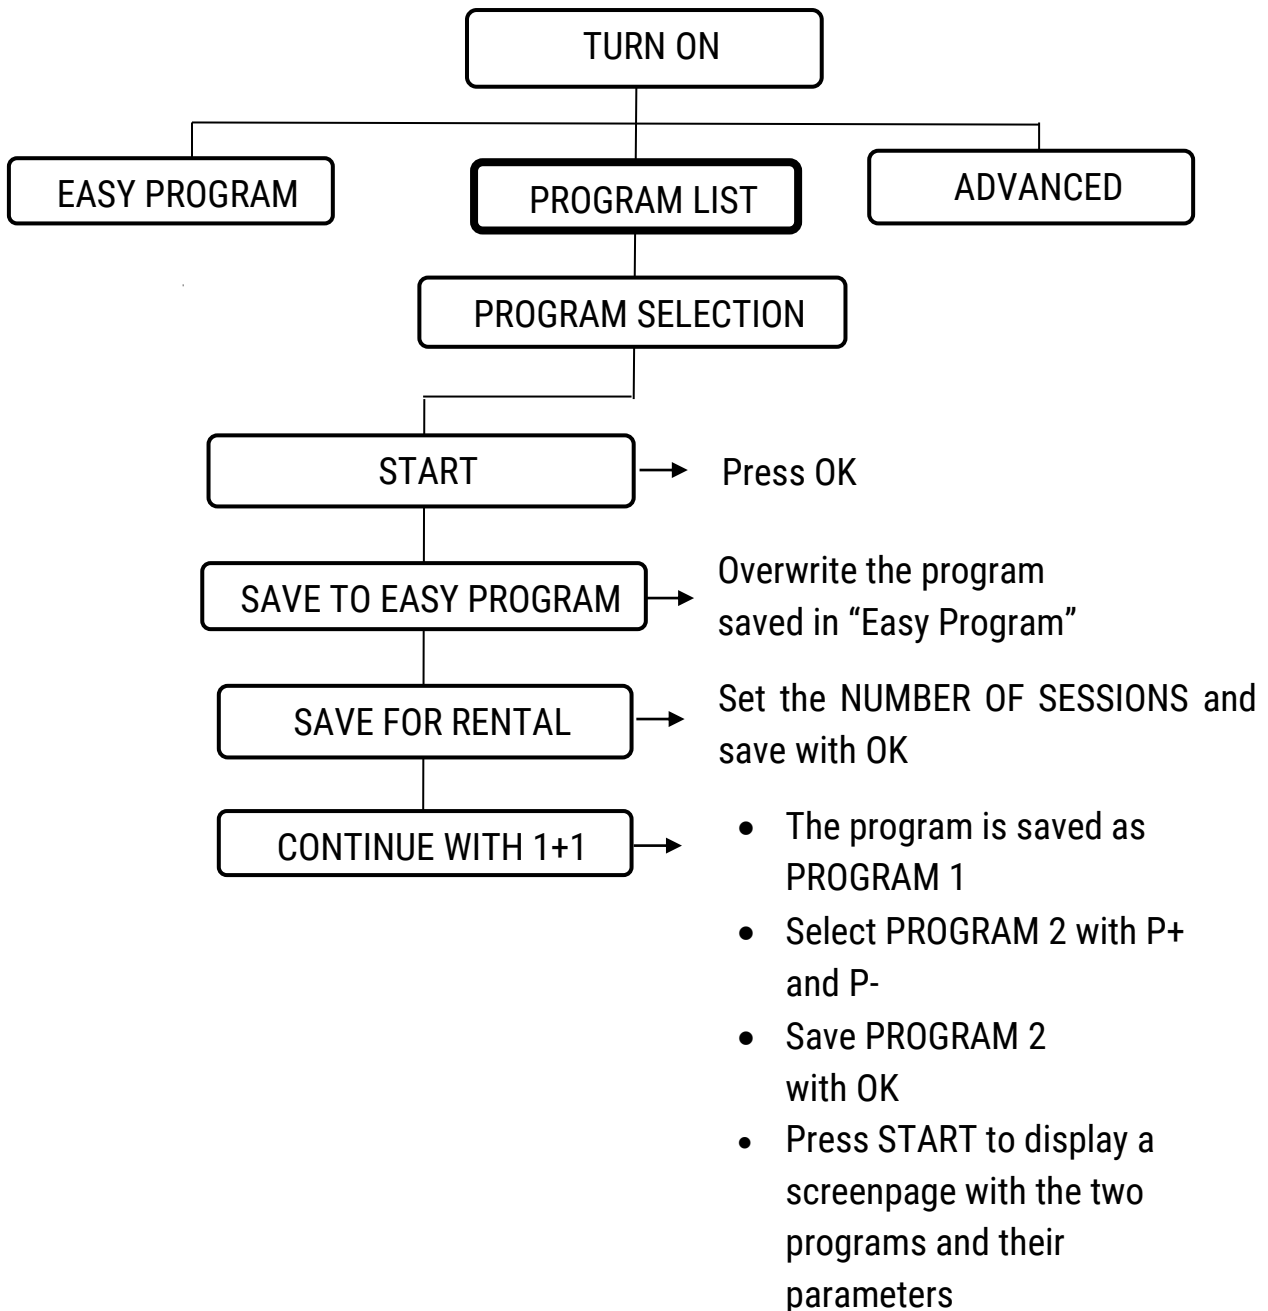 TURN ON
EASY PROGRAM
PROGRAM LIST
ADVANCED
PROGRAM SELECTION
START
Press OK
SAVE TO EASY PROGRAM
Overwrite the program
saved in “Easy Program”
SAVE FOR RENTAL
Set the NUMBER OF SESSIONS and
save with OK
CONTINUE WITH 1+1
• The program is saved as
PROGRAM 1
• Select PROGRAM 2 with P+
and P-
• Save PROGRAM 2
with OK
• Press START to display a
screenpage with the two
programs and their
parameters